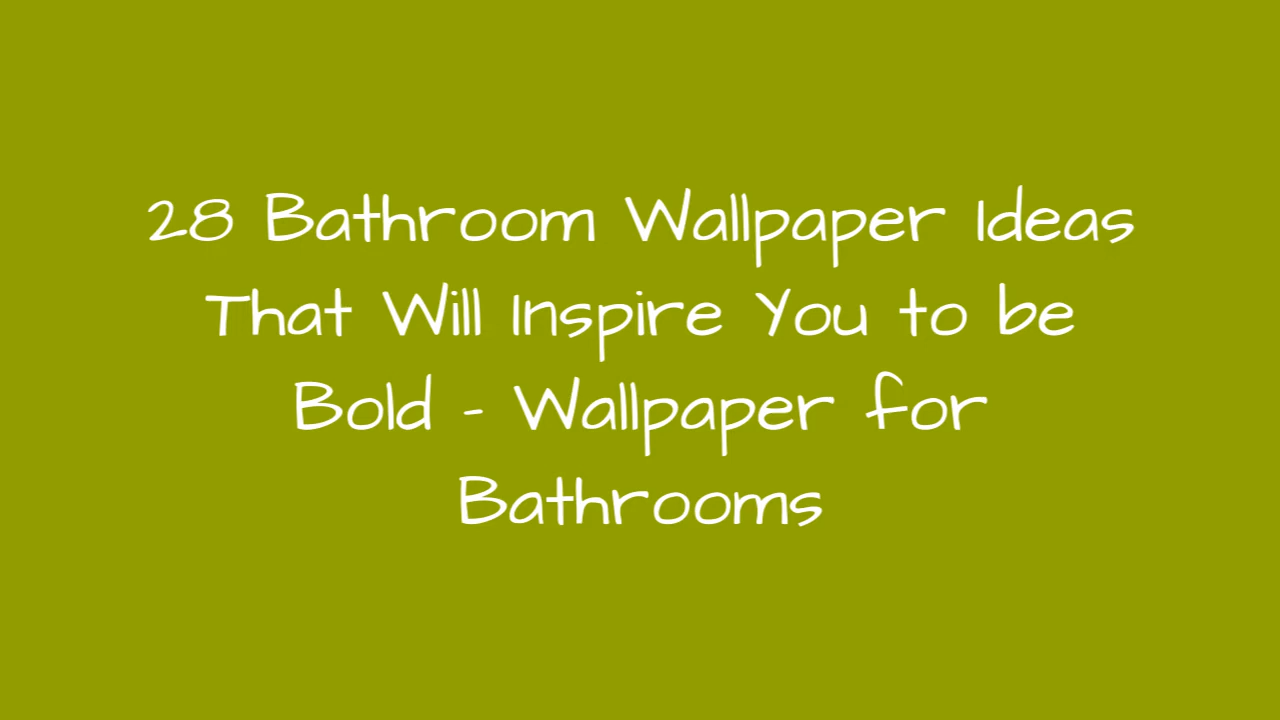 28 Bathroom Wallpaper Ideas
That Will Inspire You to be
Bold - Wallpaper for
Bathrooms